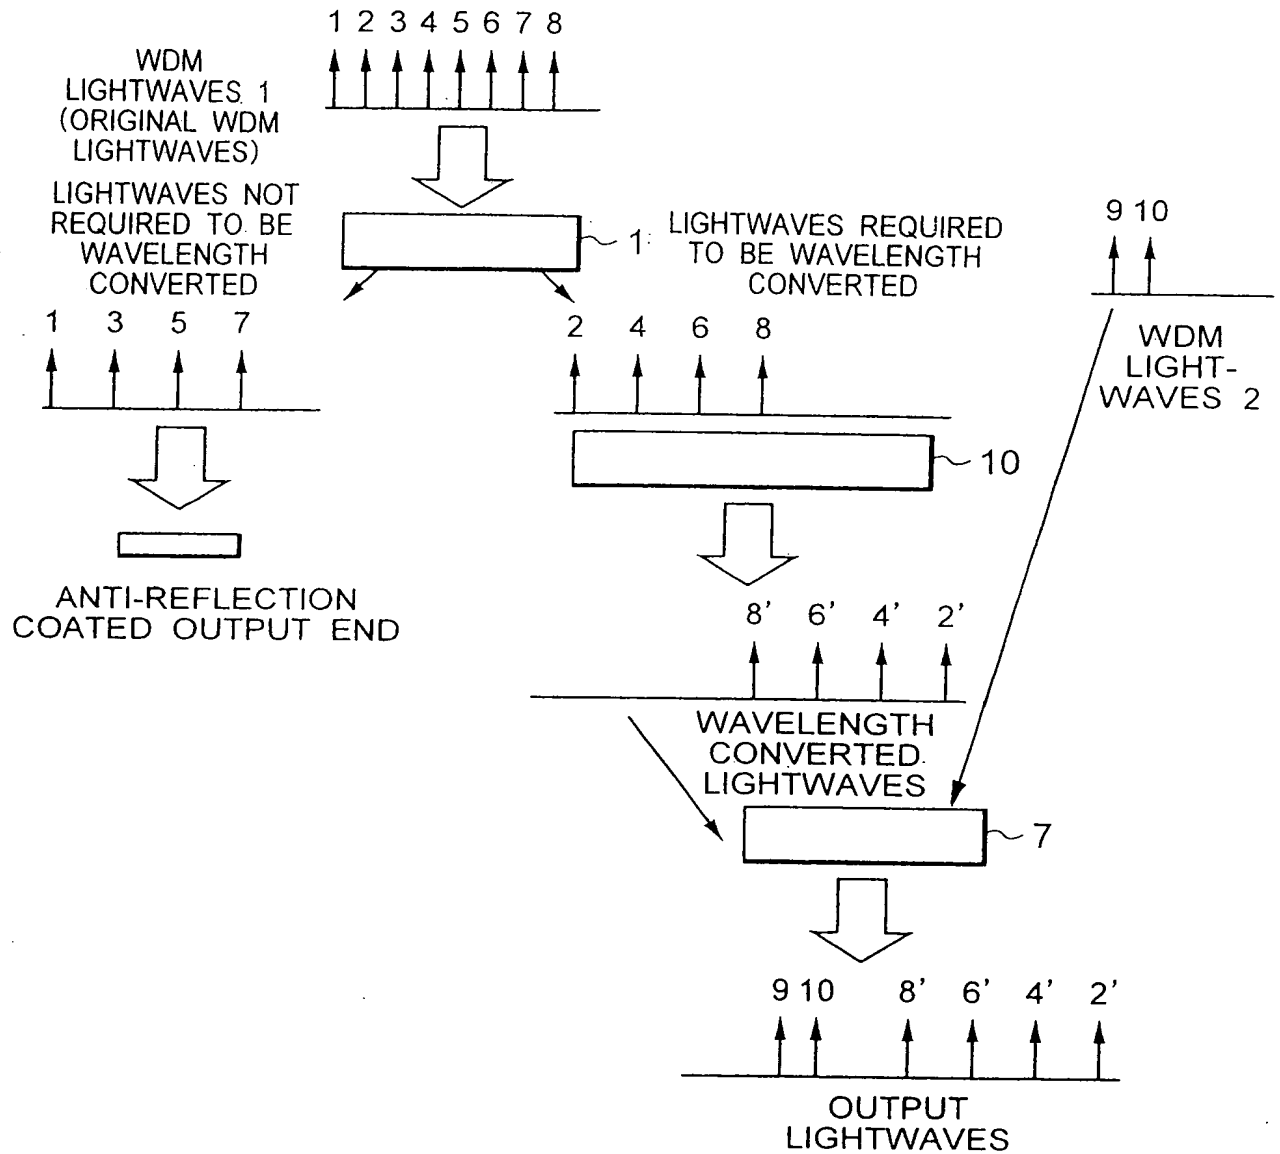 1 2 3 4 5 6 7 8
WDM
LIGHTWAVES 1
(ORIGINAL WDM
LIGHTWAVES)
LIGHTWAVES NOT
REQUIRED TO BE
WAVELENGTH
CONVERTED
1
LIGHTWAVES REQUIRED
TO BE WAVELENGTH
CONVERTED
9 10
WDM
LIGHT-
WAVES 2
1 3 5 7
2 4 6 8
10
ANTI-REFLECTION
COATED OUTPUT END
8' 6' 4' 2'
WAVELENGTH
CONVERTED
LIGHTWAVES
7
9 10 8' 6' 4' 2'
OUTPUT
LIGHTWAVES